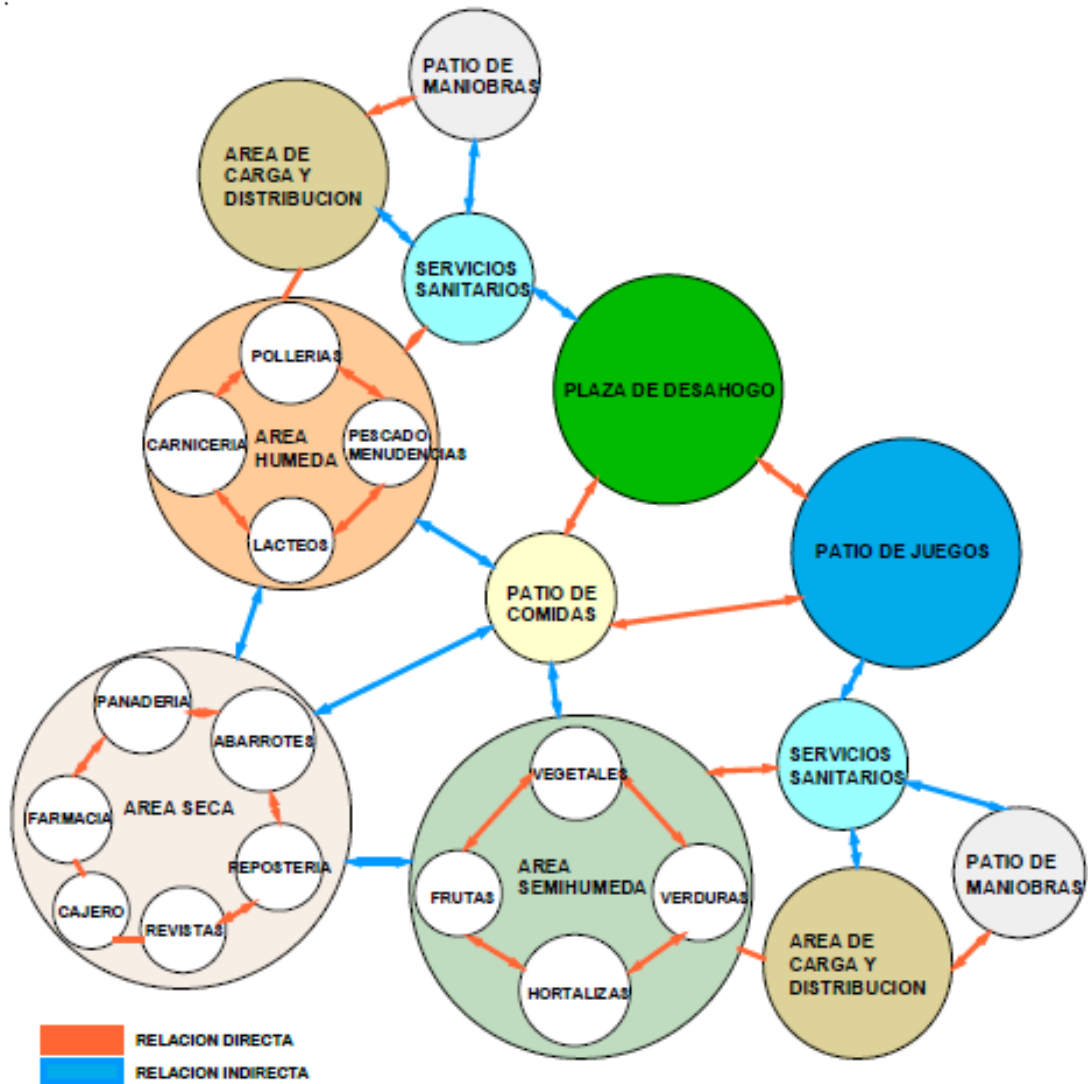 PATIO DE
MANIOBRAS
AREA DE
CARGA Y
DISTRIBUCION
SERVICIOS
SANITARIOS
POLLERIAS
PLAZA DE DESAHOGO
CARNICERIA
AREA
HUMEDA
PESCADO
MENUDENCIAS
LACTEOS
PATIO DE JUEGOS
PATIO DE
COMIDAS
PANADERIA
ABARROTES
FARMACIA
AREA SECA
REPOSTERIA
CAJERO
REVISTAS
VEGETALES
FRUTAS
AREA
SEMIHUMEDA
VERDURAS
HORTALIZAS
SERVICIOS
SANITARIOS
PATIO DE
MANIOBRAS
AREA DE
CARGA Y
DISTRIBUCION
RELACION DIRECTA
RELACION INDIRECTA